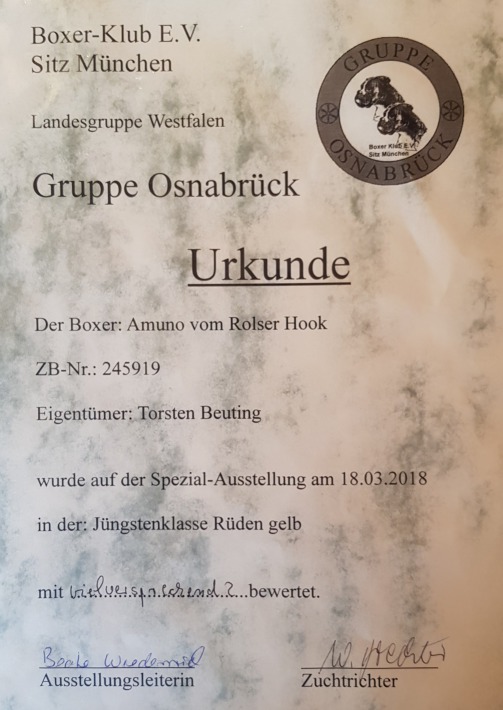 Boxer-Klub E.V.
Sitz München
GRUPPE
OSNABRÜCK
Boxer Klub E.V.
Sitz München
Landesgruppe Westfalen
Gruppe Osnabrück
Urkunde
Der Boxer: Amuno vom Rolser Hook
ZB-Nr.: 245919
Eigentümer: Torsten Beuting
wurde auf der Spezial-Ausstellung am 18.03.2018
in der: Jüngstenklasse Rüden gelb
mit vielversprechend 2...bewertet.
Beate
W. Hechler
Ausstellungsleiterin
Zuchtrichter